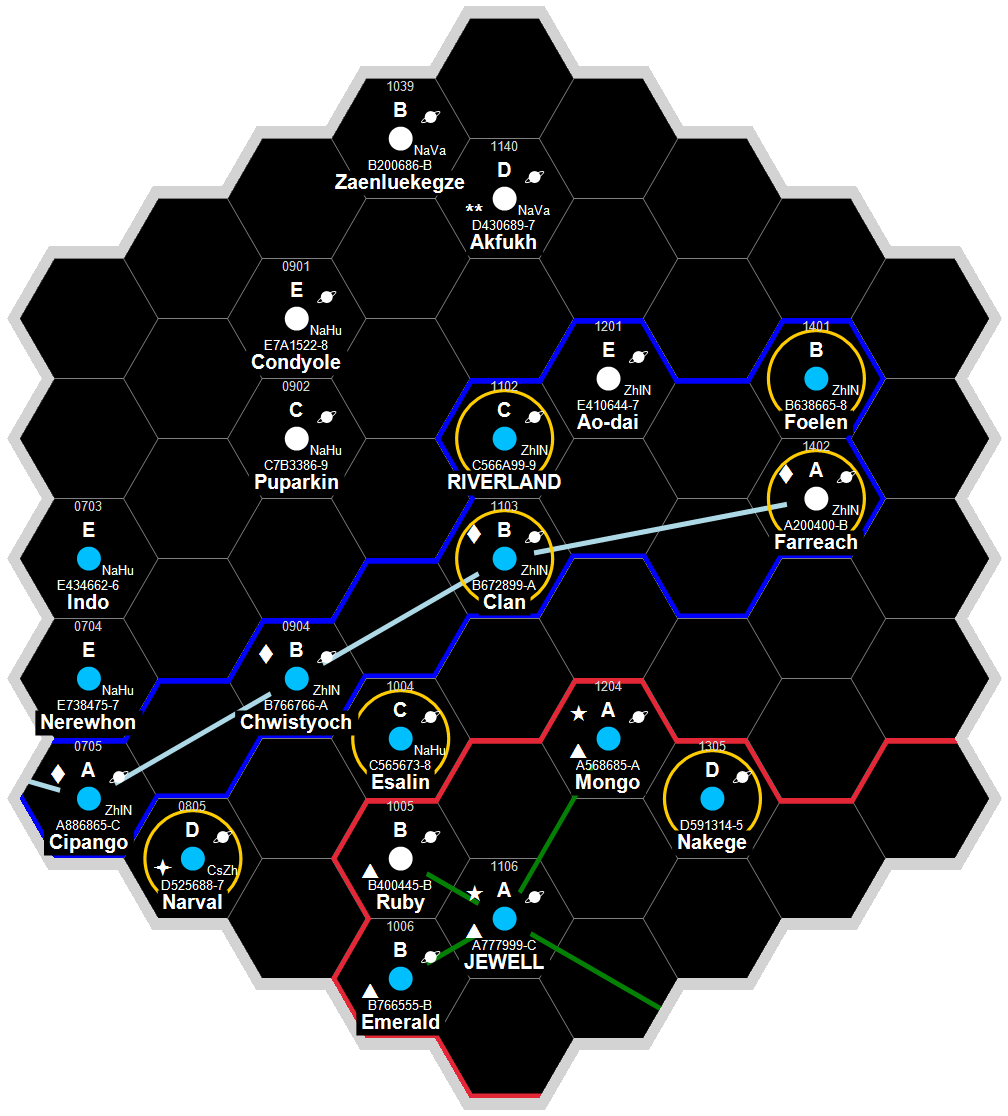 1039
B
NaVa
B200686-B
Zaenluekegze
1140
D
**
NaVa
D430689-7
Akfukh
0901
E
NaHu
E7A1522-8
Condyole
1201
E
ZhIN
E410644-7
Ao-dai
1401
B
ZhIN
B638665-8
Foelen
0902
C
NaHu
C7B3386-9
Puparkin
1102
C
ZhIN
C566A99-9
RIVERLAND
1402
A
ZhIN
A200400-B
Farreach
0703
E
NaHu
E434662-6
Indo
1103
B
ZhIN
B672899-A
Clan
0704
E
NaHu
E738475-7
Nerewhon
0904
B
ZhIN
B766766-A
Chwistyoch
1004
C
NaHu
C565673-8
Esalin
1204
A
A568685-A
Mongo
0705
A
ZhIN
A886865-C
Cipango
1305
D
D591314-5
Nakege
0805
D
CsZh
D525688-7
Narval
1005
B
B400445-B
Ruby
1106
A
A777999-C
JEWELL
1006
B
B766555-B
Emerald